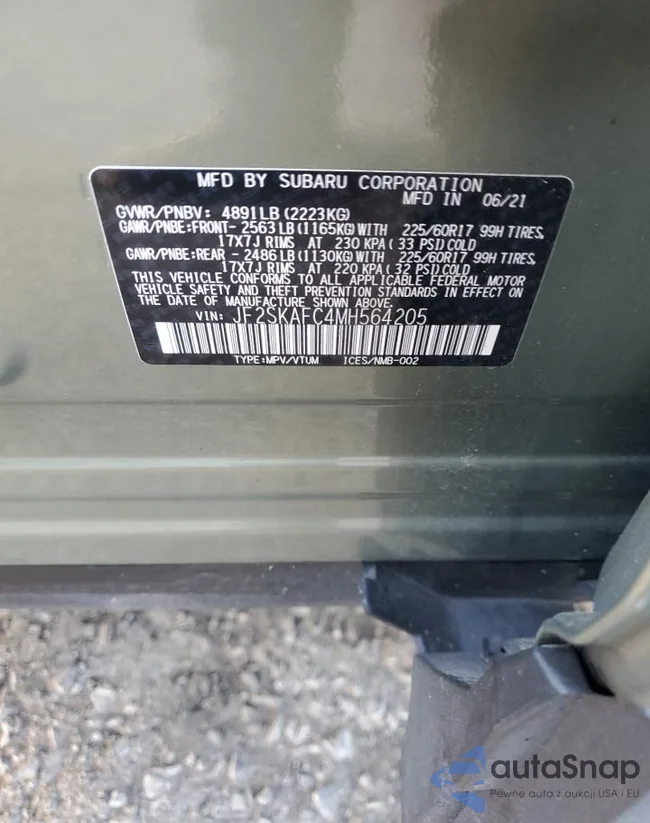 MFD BY SUBARU CORPORATION
MFD IN 06/21
GVWR/PNBV: 4891LB(2223KG)
GAWR/PNBE:FRONT- 2563LB(1165KG)WITH 225/60R17 99H TIRES,
17X7J RIMS AT 230 KPA(33 PSI)COLD
GAWR/PNBE:REAR - 2486LB(1130KG)WITH 225/60R17 99H TIRES,
17X7J RIMS AT 220 KPA(32 PSI)COLD
THIS VEHICLE CONFORMS TO ALL APPLICABLE FEDERAL MOTOR
VEHICLE SAFETY AND THEFT PREVENTION STANDARDS IN EFFECT
ON THE DATE OF MANUFACTURE SHOWN ABOVE.
VIN: JF2SKAFC4MH564205
TYPE:MPV/VTUM ICES/NMB-002
autaSnap
Pewne auta z aukcji USA i EU